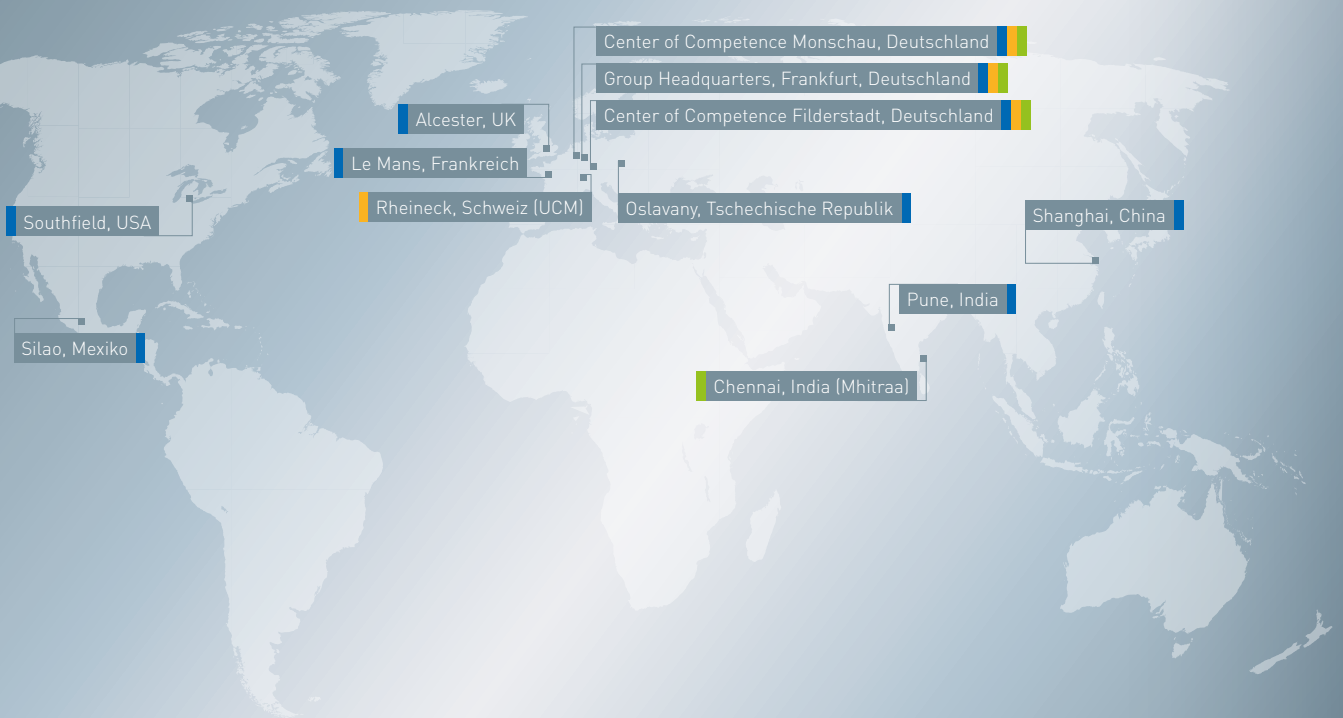 Center of Competence Monschau, Deutschland
Group Headquarters, Frankfurt, Deutschland
Center of Competence Filderstadt, Deutschland
Alcester, UK
Le Mans, Frankreich
Rheineck, Schweiz (UCM)
Oslavany, Tschechische Republik
Southfield, USA
Shanghai, China
Pune, India
Silao, Mexiko
Chennai, India (Mhitraa)